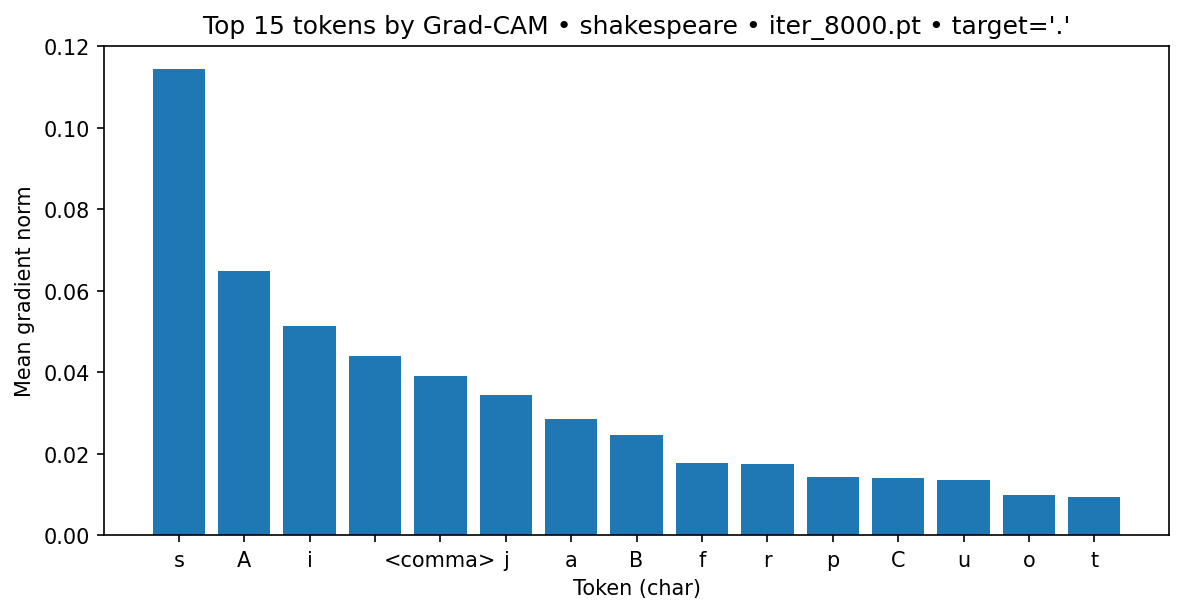 Top 15 tokens by Grad-CAM • shakespeare • iter_8000.pt • target='.'
Mean gradient norm
0.12
0.10
0.08
0.06
0.04
0.02
0.00
s A i <comma> j a B f r p C u o t
Token (char)